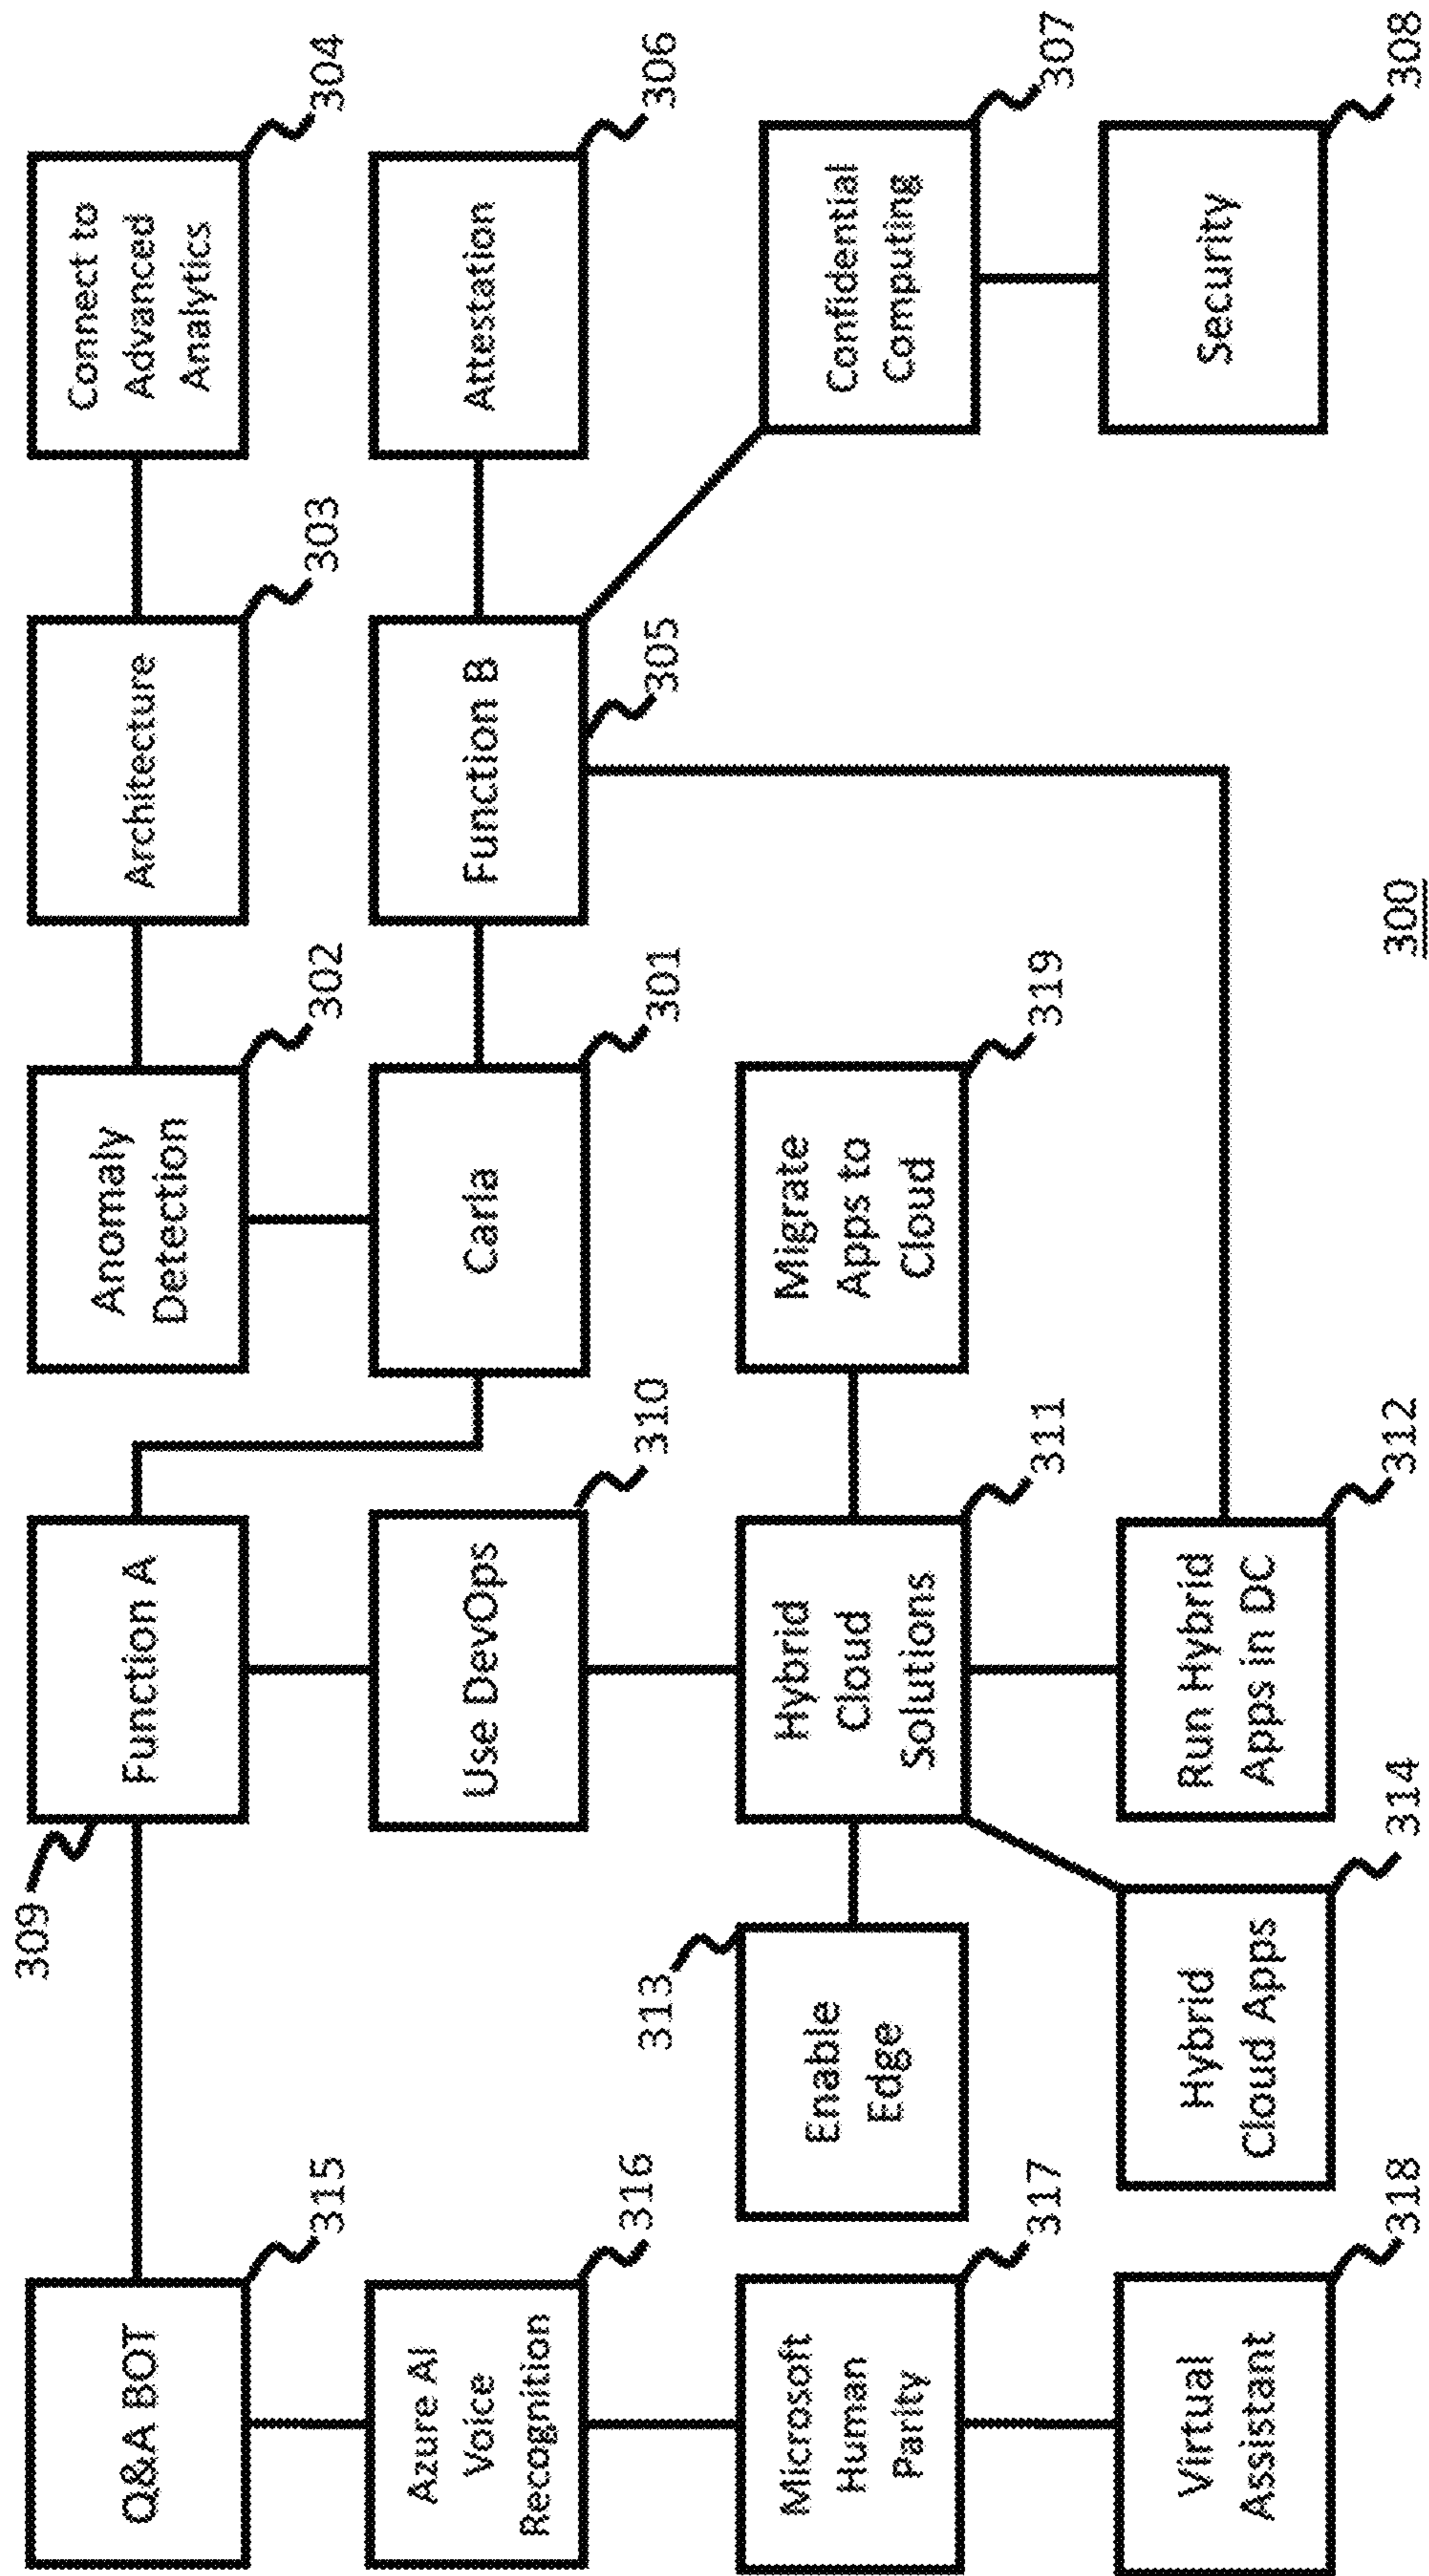 309
Q&A BOT
315
Function A
Anomaly
Detection
302
Architecture
303
Connect to
Advanced
Analytics
304
Azure AI
Voice
Recognition
316
Use DevOps
310
Carla
301
Function B
305
Attestation
306
Microsoft
Human
Parity
317
313
Enable
Edge
Hybrid
Cloud
Solutions
311
Migrate
Apps to
Cloud
319
Confidential
Computing
307
Virtual
Assistant
318
Hybrid
Cloud Apps
314
Run Hybrid
Apps in DC
312
Security
308
300